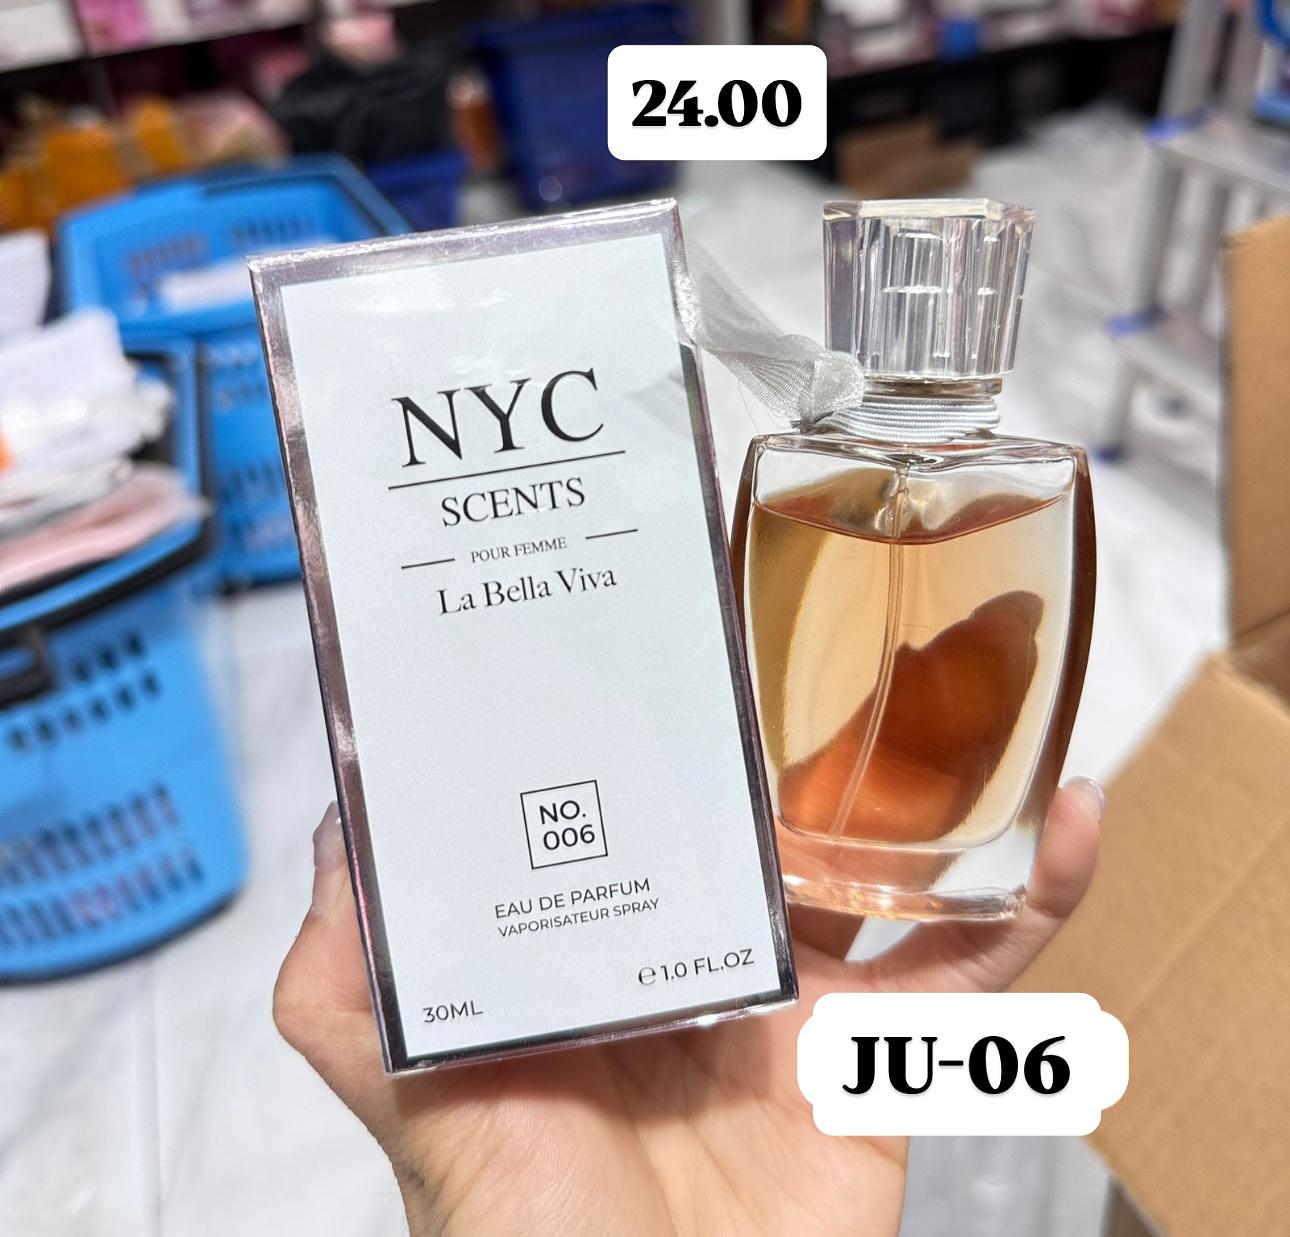 24.00
NYC
SCENTS
POUR FEMME
La Bella Viva
NO.
006
EAU DE PARFUM
VAPORISATEUR SPRAY
℮ 1.0 FL.OZ
30ML
JU-06